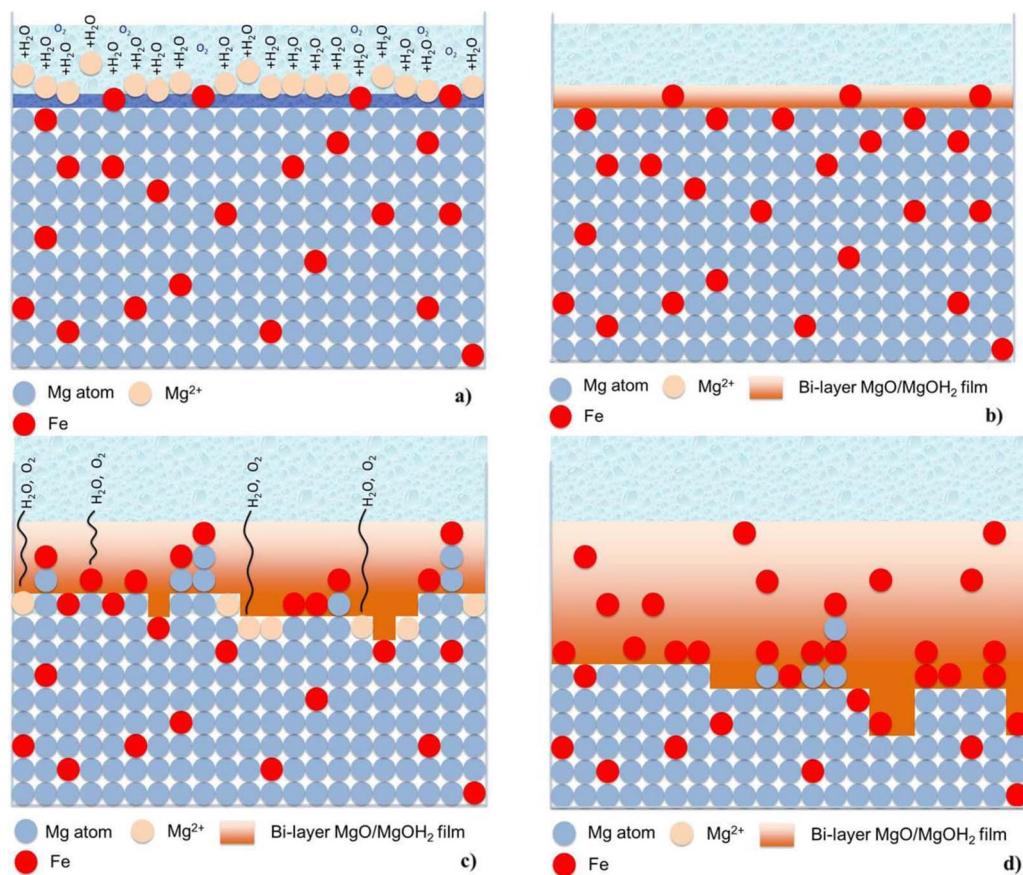 +H2O +H2O O2 +H2O +H2O +H2O O2 +H2O +H2O +H2O O2 +H2O +H2O +H2O +H2O +H2O +H2O O2 +H2O +H2O +H2O O2 +H2O O2 +H2O
Mg atom Mg2+ a)
Fe
Mg atom Mg2+ Bi-layer MgO/MgOH2 film
Fe b)
H2O, O2 H2O, O2 H2O, O2 H2O, O2
Mg atom Mg2+ Bi-layer MgO/MgOH2 film
Fe c)
Mg atom Mg2+ Bi-layer MgO/MgOH2 film
Fe d)